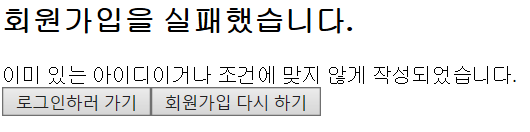 회원가입을 실패했습니다.
이미 있는 아이디이거나 조건에 맞지 않게 작성되었습니다.
로그인하러 가기 회원가입 다시 하기